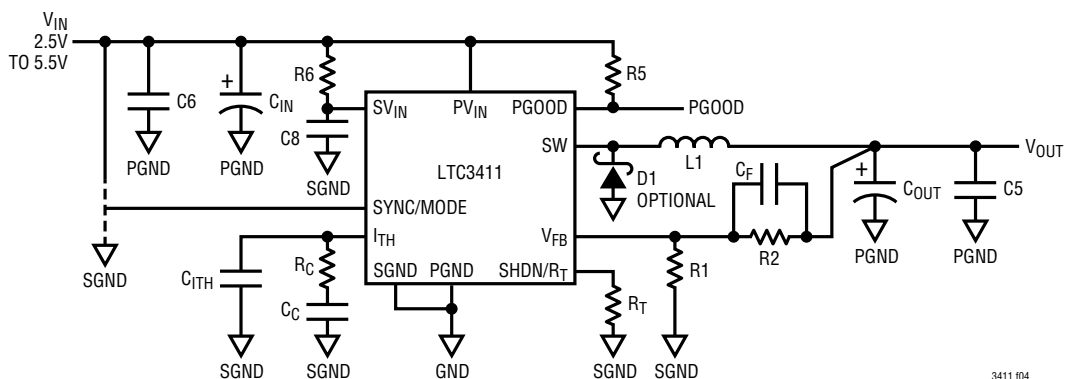 VIN
2.5V
TO 5.5V
C6
PGND
+
CIN
PGND
R6
C8
SGND
R5
SVIN
PVIN
PGOOD
PGOOD
LTC3411
SW
L1
VOUT
D1
OPTIONAL
CF
+
COUT
C5
SYNC/MODE
ITH
VFB
R2
PGND
PGND
SGND
CITH
RC
CC
SGND
PGND
SHDN/RT
R1
RT
SGND
SGND
GND
SGND
SGND
3411 f04